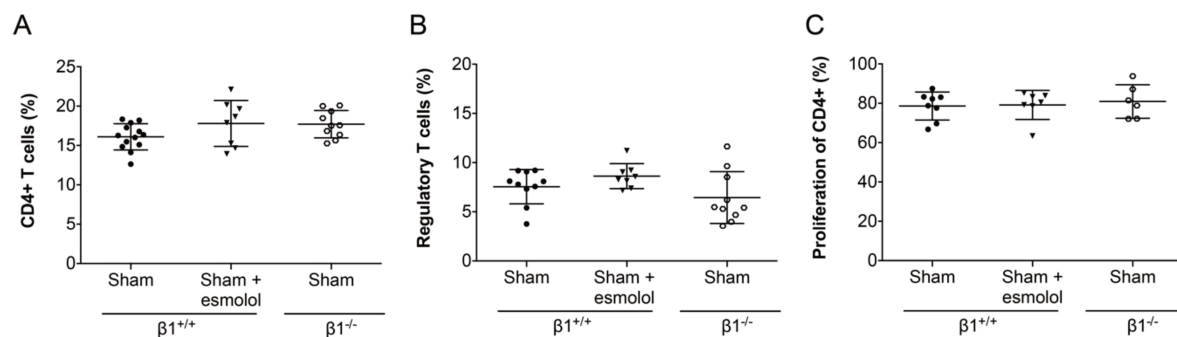 A
CD4+ T cells (%)
25
20
15
10
5
0
Sham
Sham +
esmolol
Sham
β1+/+
β1-/-
B
Regulatory T cells (%)
20
15
10
5
0
Sham
Sham +
esmolol
Sham
β1+/+
β1-/-
C
Proliferation of CD4+ (%)
100
80
60
40
20
0
Sham
Sham +
esmolol
Sham
β1+/+
β1-/-